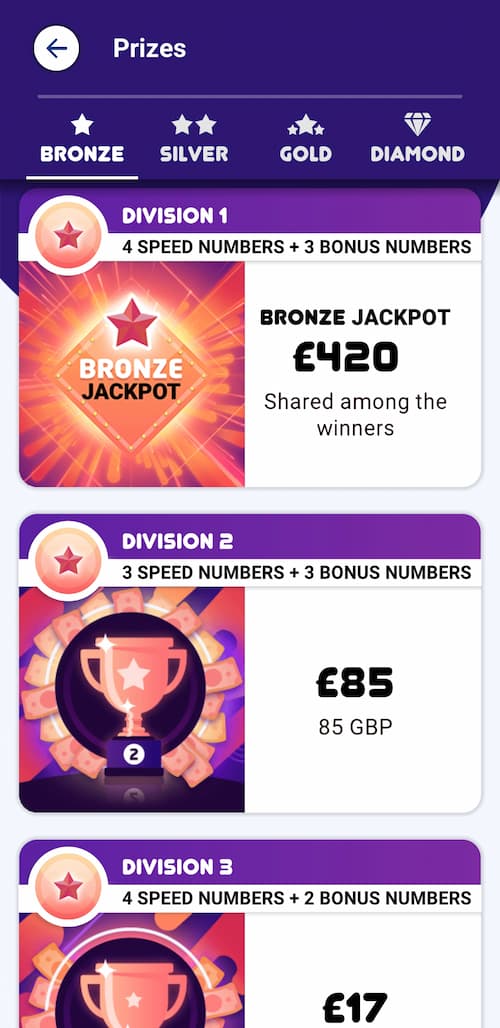 Prizes
BRONZE
SILVER
GOLD
DIAMOND
DIVISION 1
4 SPEED NUMBERS + 3 BONUS NUMBERS
BRONZE
JACKPOT
BRONZE JACKPOT
£420
Shared among the
winners
DIVISION 2
3 SPEED NUMBERS + 3 BONUS NUMBERS
2
£85
85 GBP
DIVISION 3
4 SPEED NUMBERS + 2 BONUS NUMBERS
£17